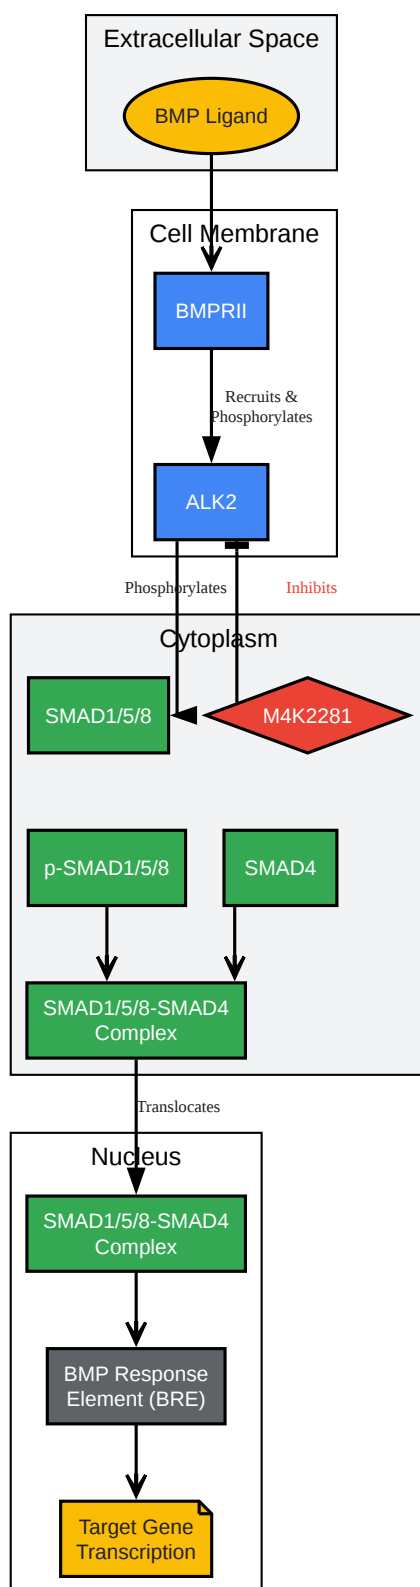 Extracellular Space
BMP Ligand
Cell Membrane
BMPRII
Recruits &
Phosphorylates
ALK2
Phosphorylates
Inhibits
Cytoplasm
SMAD1/5/8
M4K2281
p-SMAD1/5/8
SMAD4
SMAD1/5/8-SMAD4
Complex
Translocates
Nucleus
SMAD1/5/8-SMAD4
Complex
BMP Response
Element (BRE)
Target Gene
Transcription